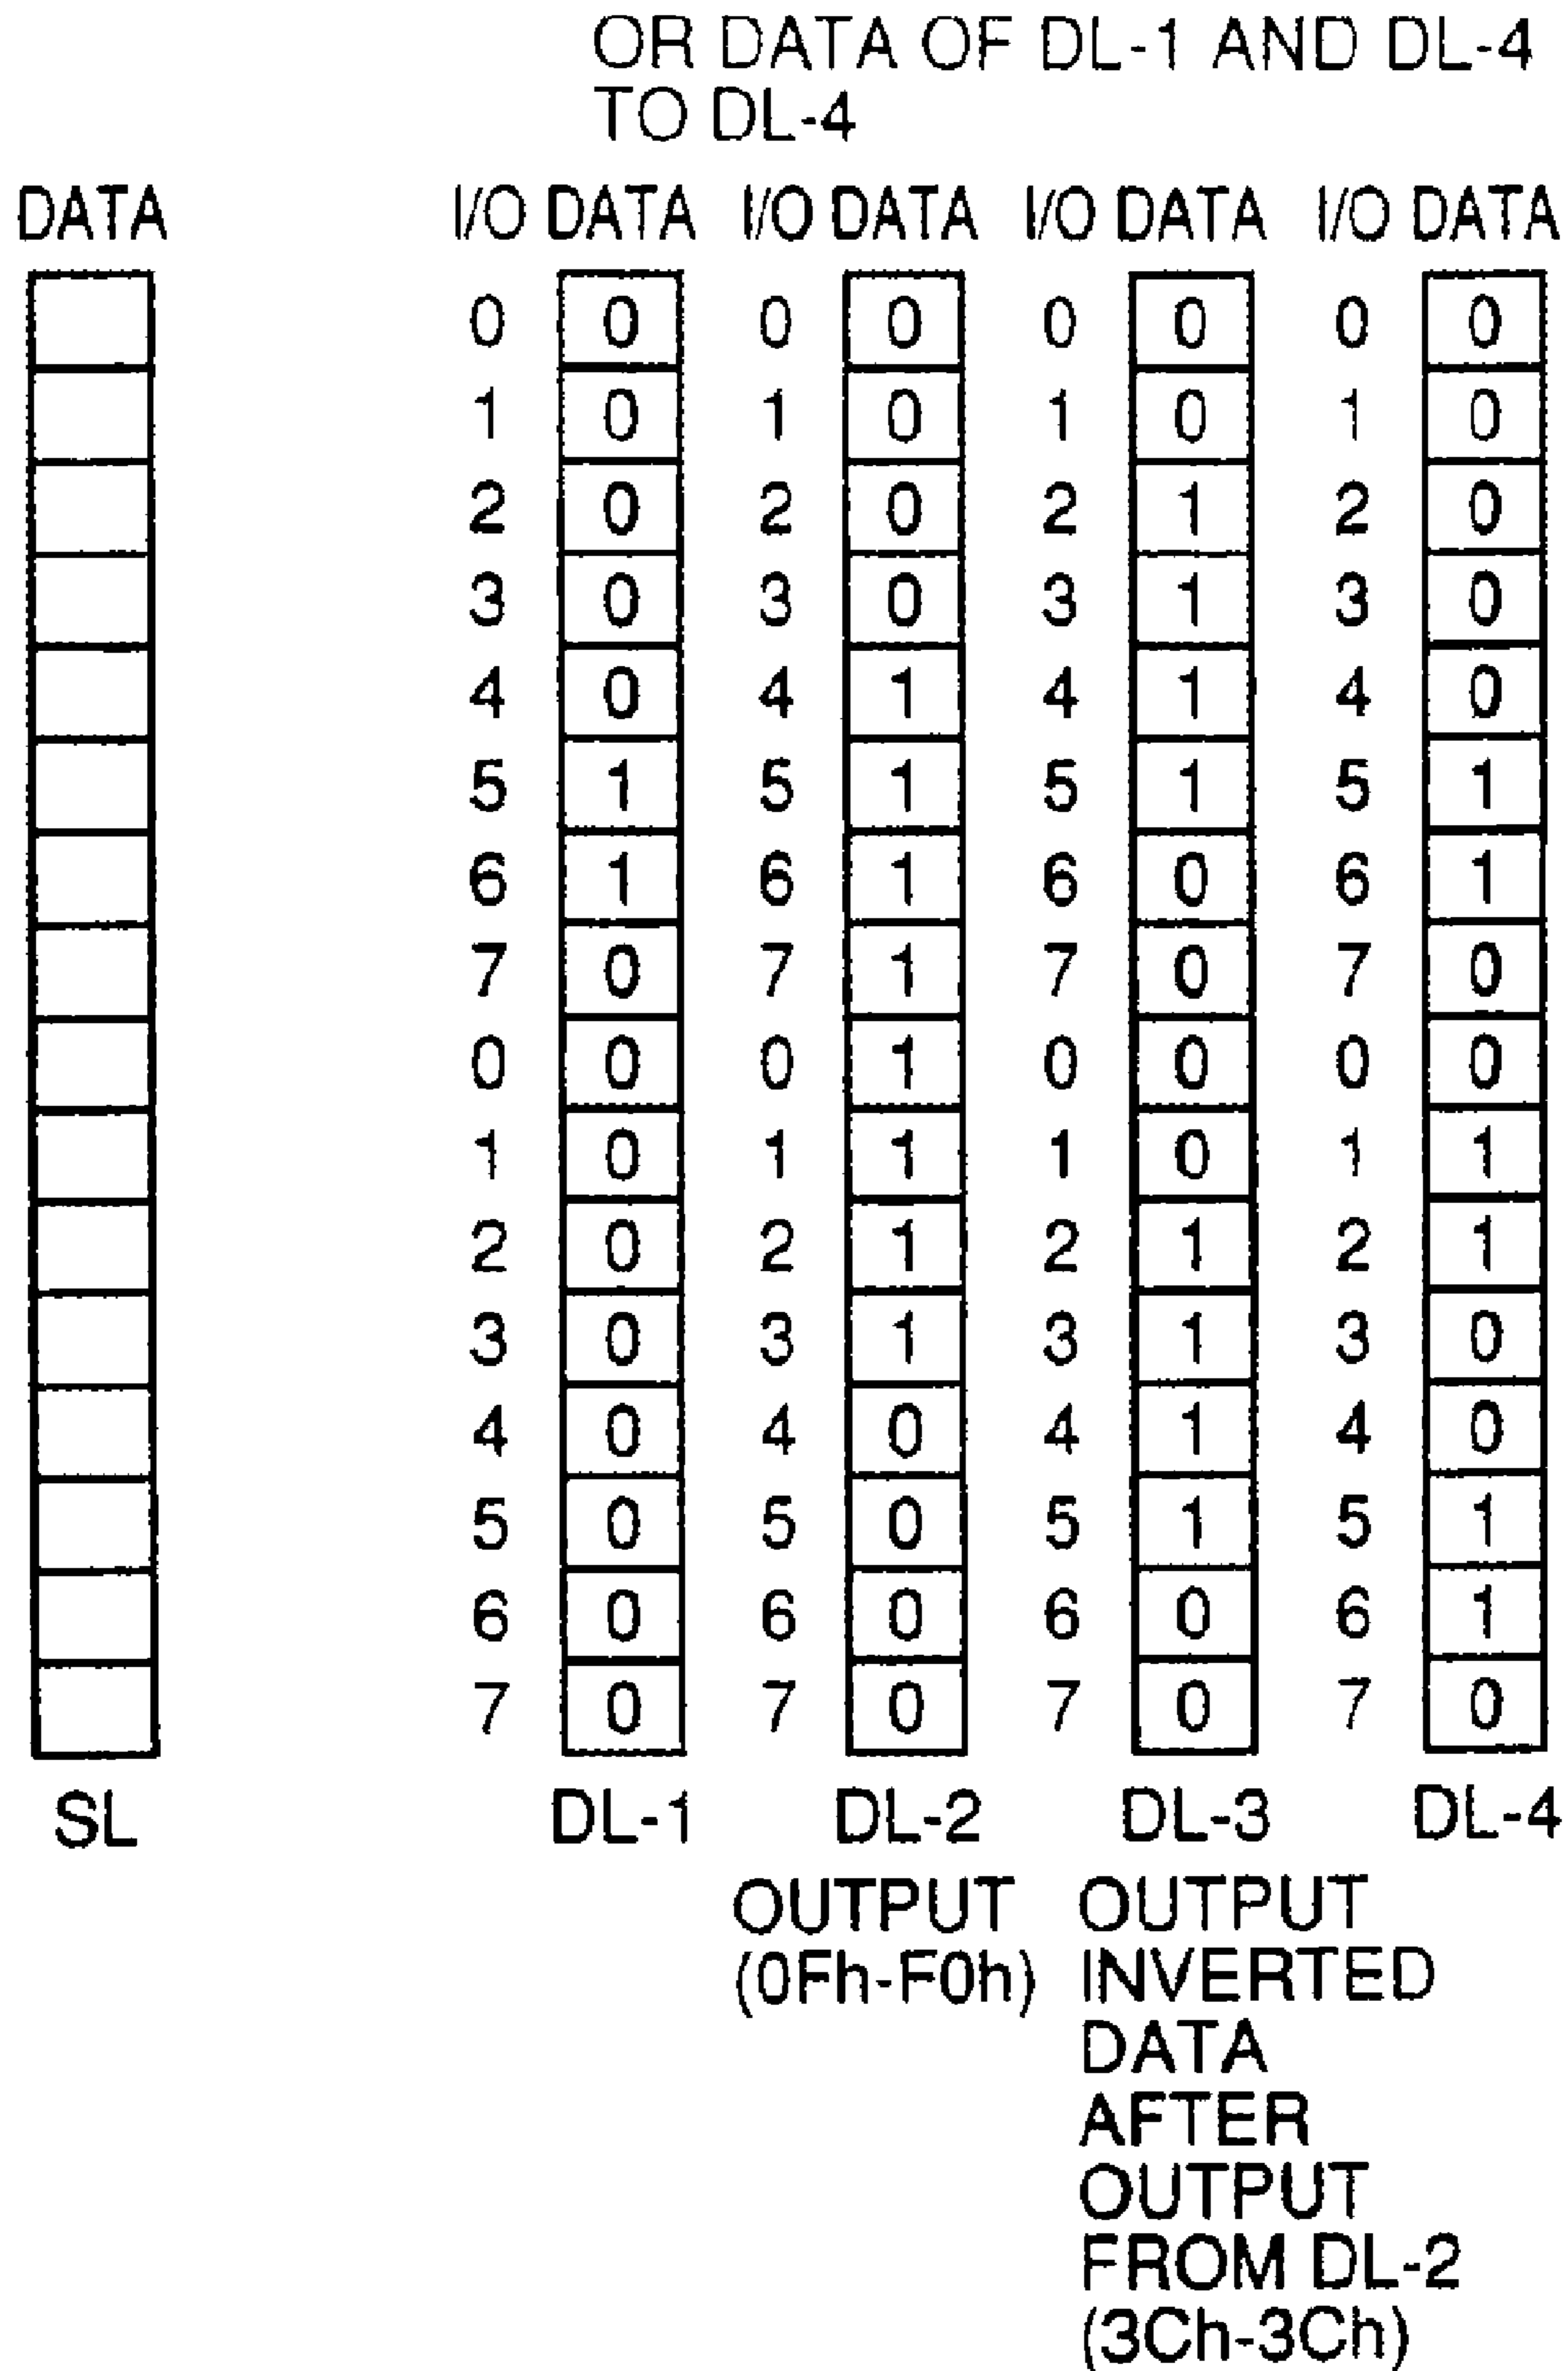 OR DATA OF DL-1 AND DL-4
TO DL-4
DATA I/O DATA I/O DATA I/O DATA I/O DATA
0 0 0 0 0 0 0 0
1 0 1 0 1 0 1 0
2 0 2 0 2 1 2 0
3 0 3 0 3 1 3 0
4 0 4 1 4 1 4 0
5 1 5 1 5 1 5 1
6 1 6 1 6 0 6 1
7 0 7 1 7 0 7 0
0 0 0 1 0 0 0 0
1 0 1 1 1 0 1 1
2 0 2 1 2 1 2 1
3 0 3 1 3 1 3 0
4 0 4 0 4 1 4 0
5 0 5 0 5 1 5 1
6 0 6 0 6 0 6 1
7 0 7 0 7 0 7 0
SL DL-1 DL-2 DL-3 DL-4
OUTPUT
(0Fh-F0h)
OUTPUT
INVERTED
DATA
AFTER
OUTPUT
FROM DL-2
(3Ch-3Ch)